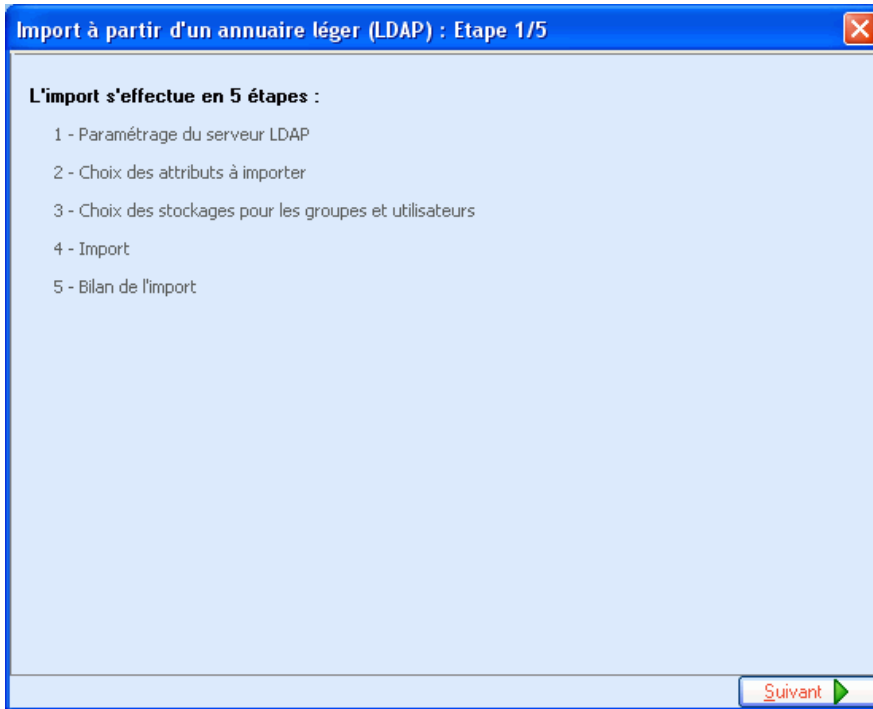 Import à partir d'un annuaire léger (LDAP) : Etape 1/5
L'import s'effectue en 5 étapes :
1 - Paramétrage du serveur LDAP
2 - Choix des attributs à importer
3 - Choix des stockages pour les groupes et utilisateurs
4 - Import
5 - Bilan de l'import
Suivant